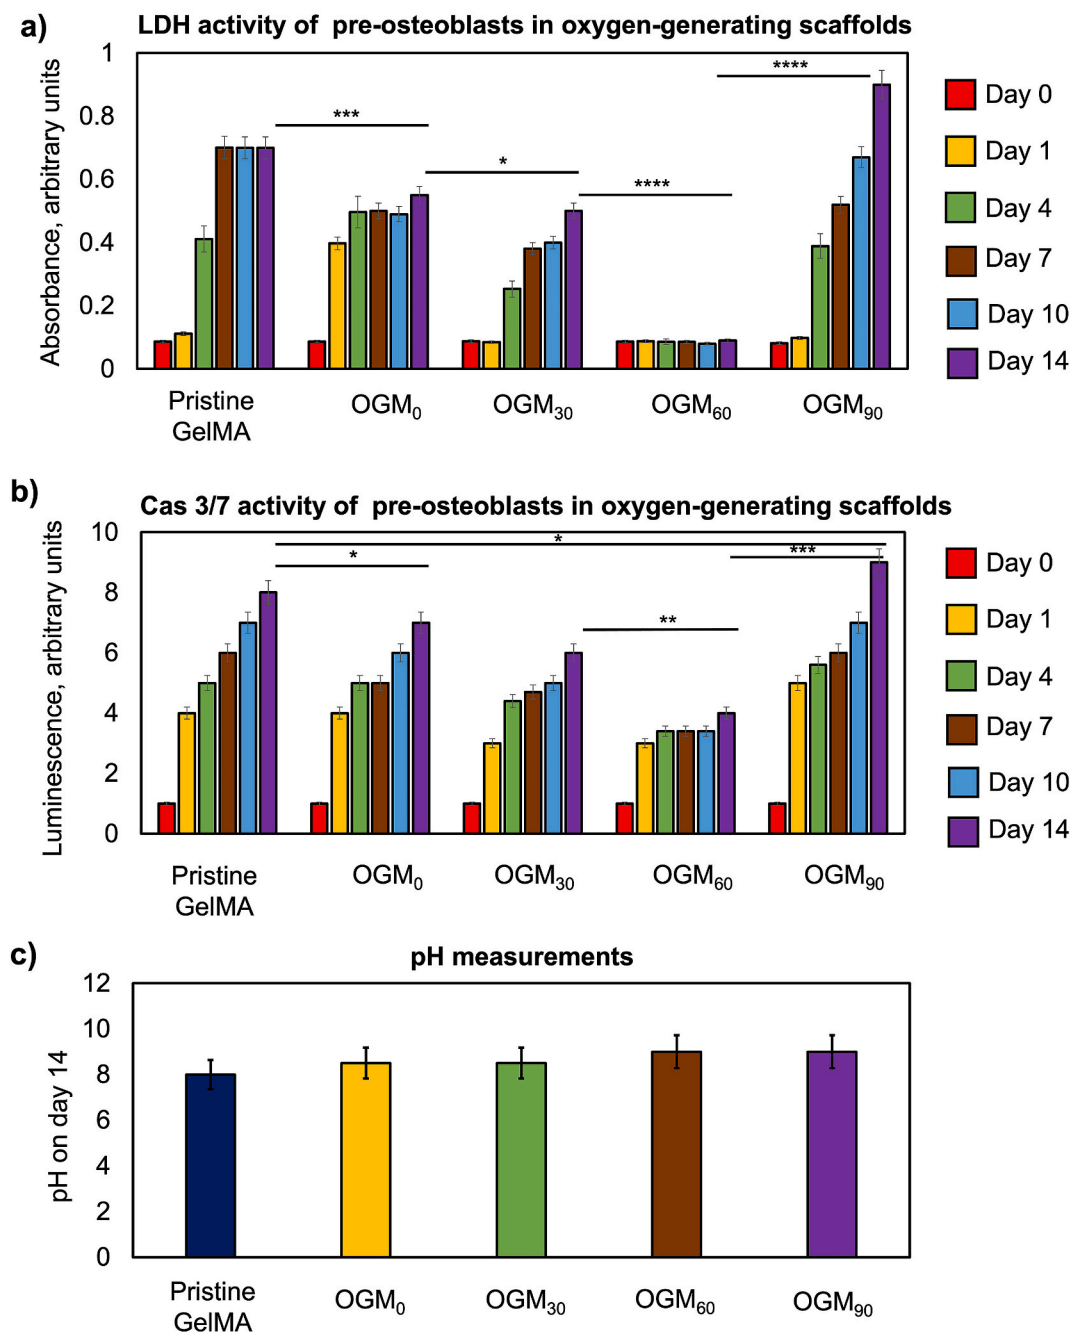 a)
LDH activity of pre-osteoblasts in oxygen-generating scaffolds
Absorbance, arbitrary units
1
0.8
0.6
0.4
0.2
0
***
*
****
****
Pristine
GelMA
OGM₀
OGM₃₀
OGM₆₀
OGM₉₀
Day 0
Day 1
Day 4
Day 7
Day 10
Day 14
b)
Cas 3/7 activity of pre-osteoblasts in oxygen-generating scaffolds
Luminescence, arbitrary units
10
8
6
4
2
0
*
*
***
**
Pristine
GelMA
OGM₀
OGM₃₀
OGM₆₀
OGM₉₀
Day 0
Day 1
Day 4
Day 7
Day 10
Day 14
c)
pH measurements
pH on day 14
12
10
8
6
4
2
0
Pristine
GelMA
OGM₀
OGM₃₀
OGM₆₀
OGM₉₀